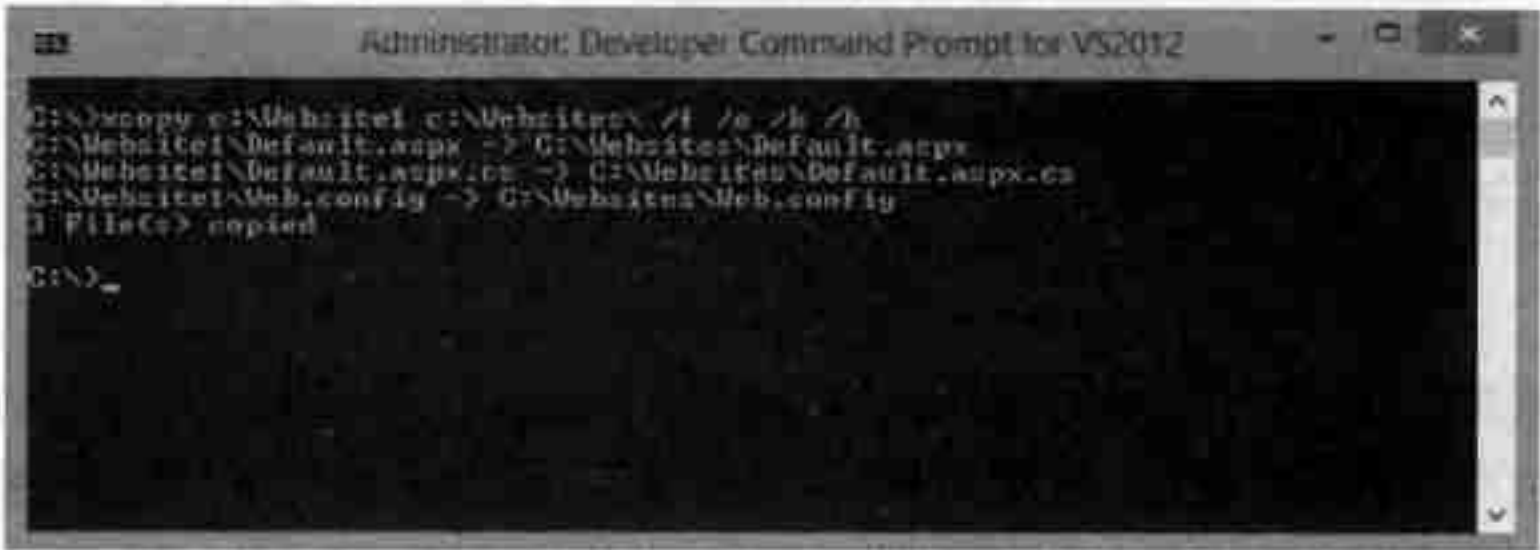 Administrator: Developer Command Prompt for VS2012
C:\>xcopy c:\Website1 c:\Websites\ /f /e /k /h
C:\Website1\Default.aspx -> C:\Websites\Default.aspx
C:\Website1\Default.aspx.cs -> C:\Websites\Default.aspx.cs
C:\Website1\Web.config -> C:\Websites\Web.config
3 File(s) copied
C:\>_